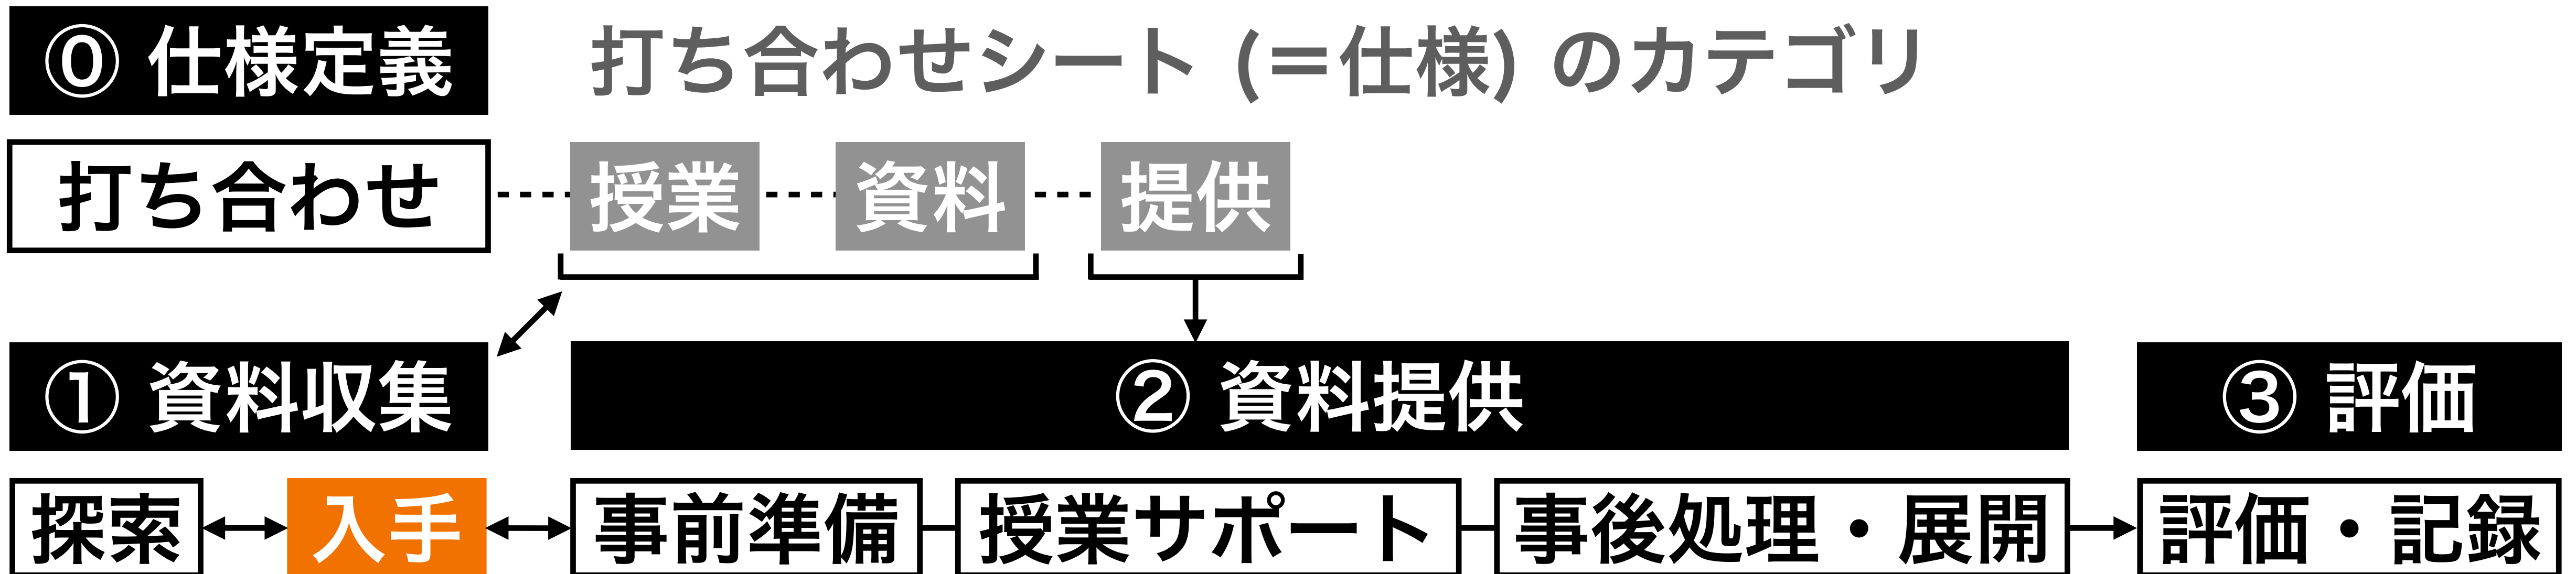 ⓪ 仕様定義
打ち合わせシート (=仕様) のカテゴリ
打ち合わせ
授業
資料
提供
① 資料収集
② 資料提供
③ 評価
探索
入手
事前準備
授業サポート
事後処理・展開
評価・記録